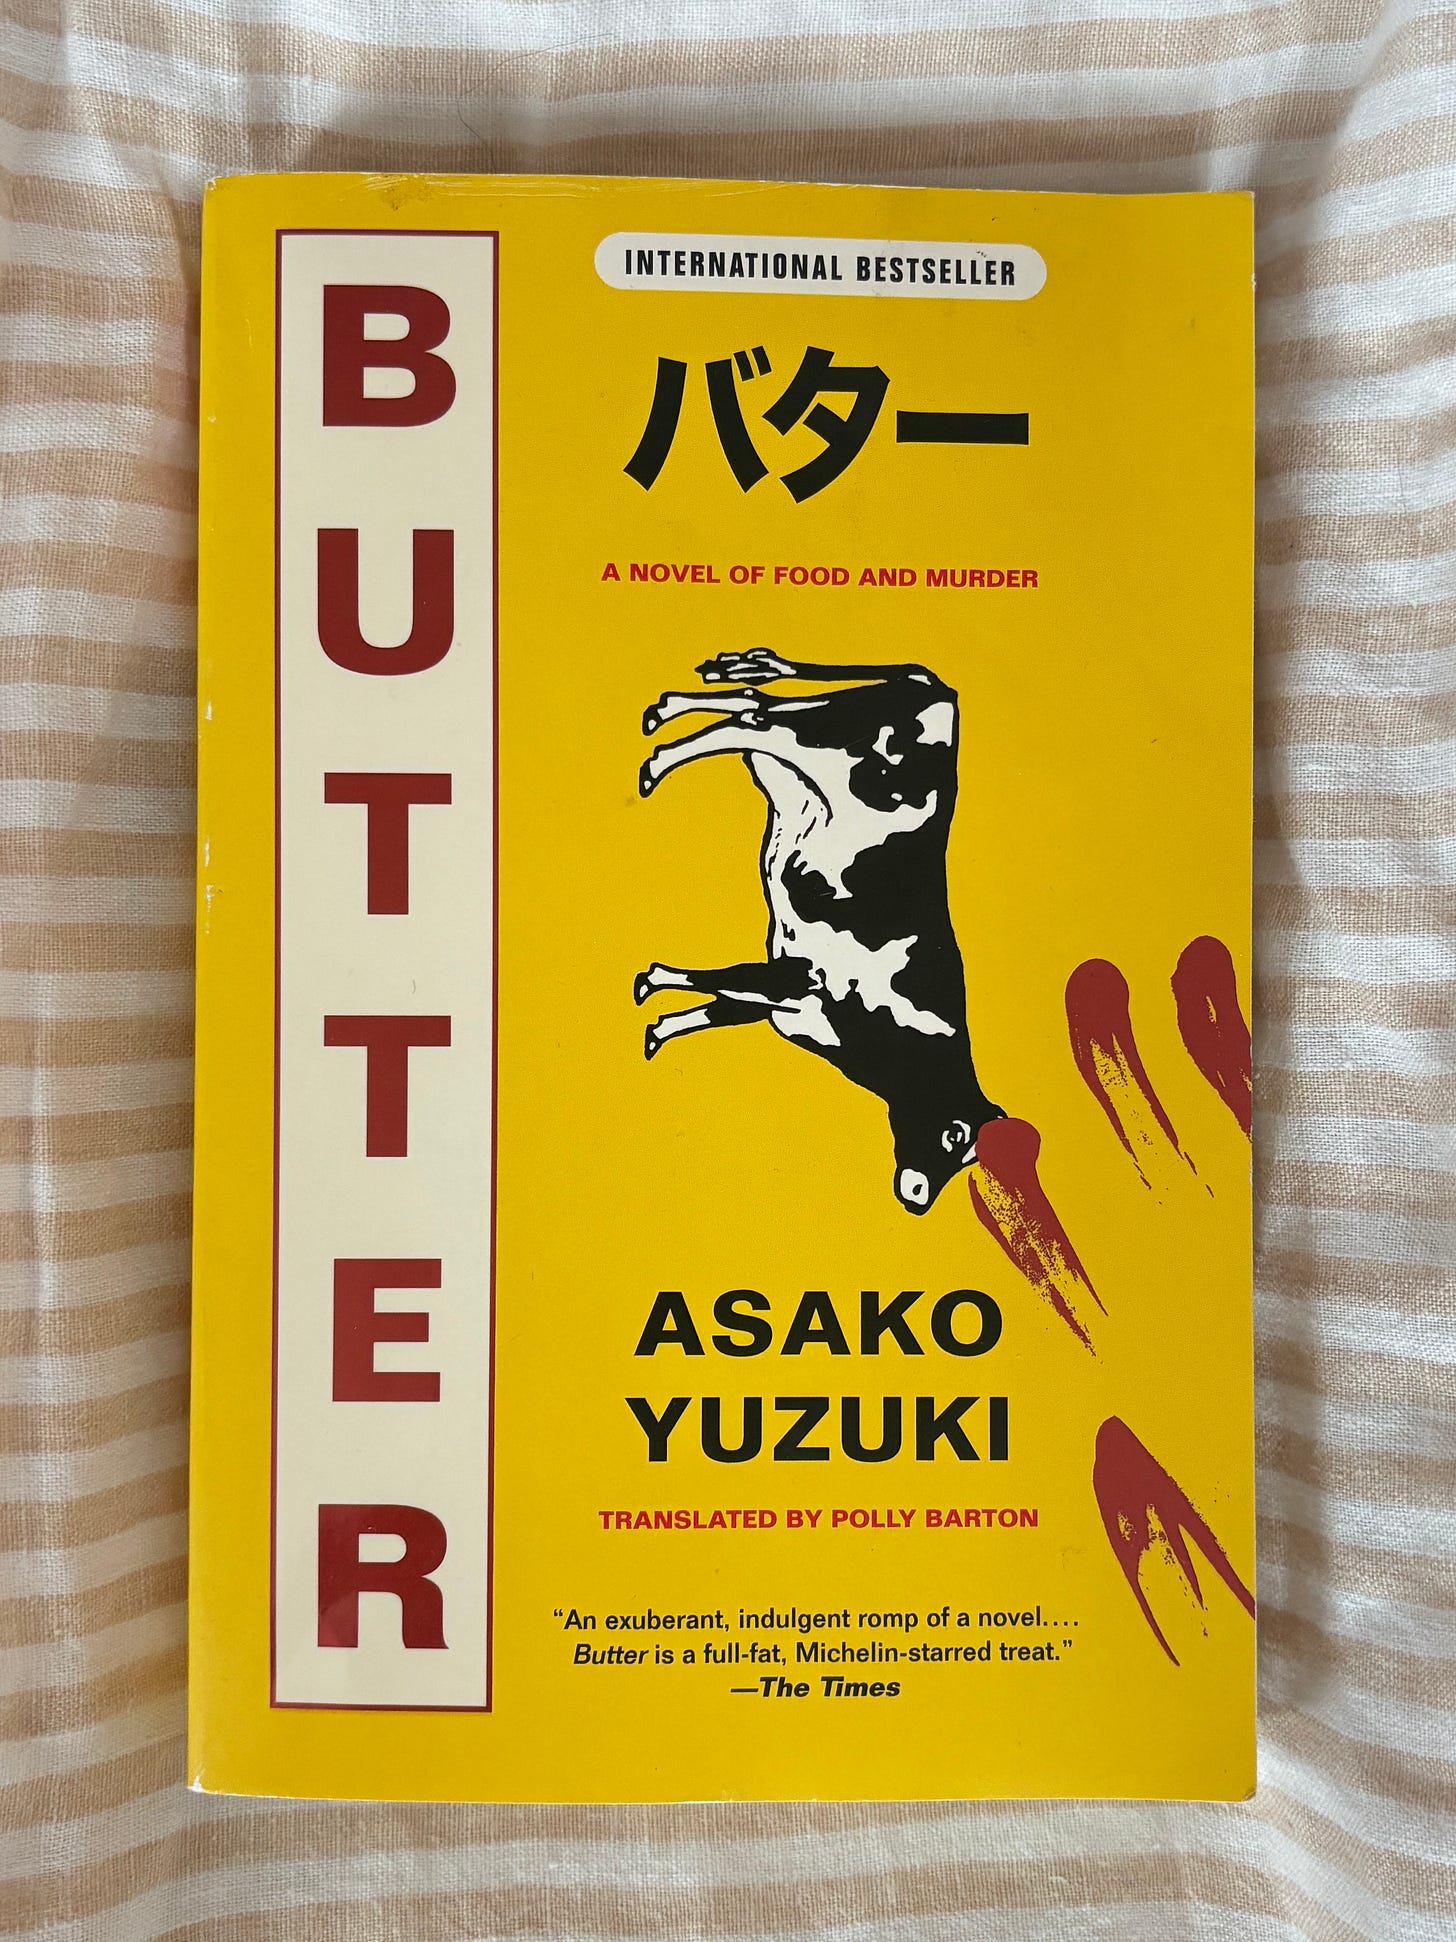 BUTTER
INTERNATIONAL BESTSELLER
バター
A NOVEL OF FOOD AND MURDER
ASAKO
YUZUKI
TRANSLATED BY POLLY BARTON
“An exuberant, indulgent romp of a novel....
Butter is a full-fat, Michelin-starred treat.”
—The Times